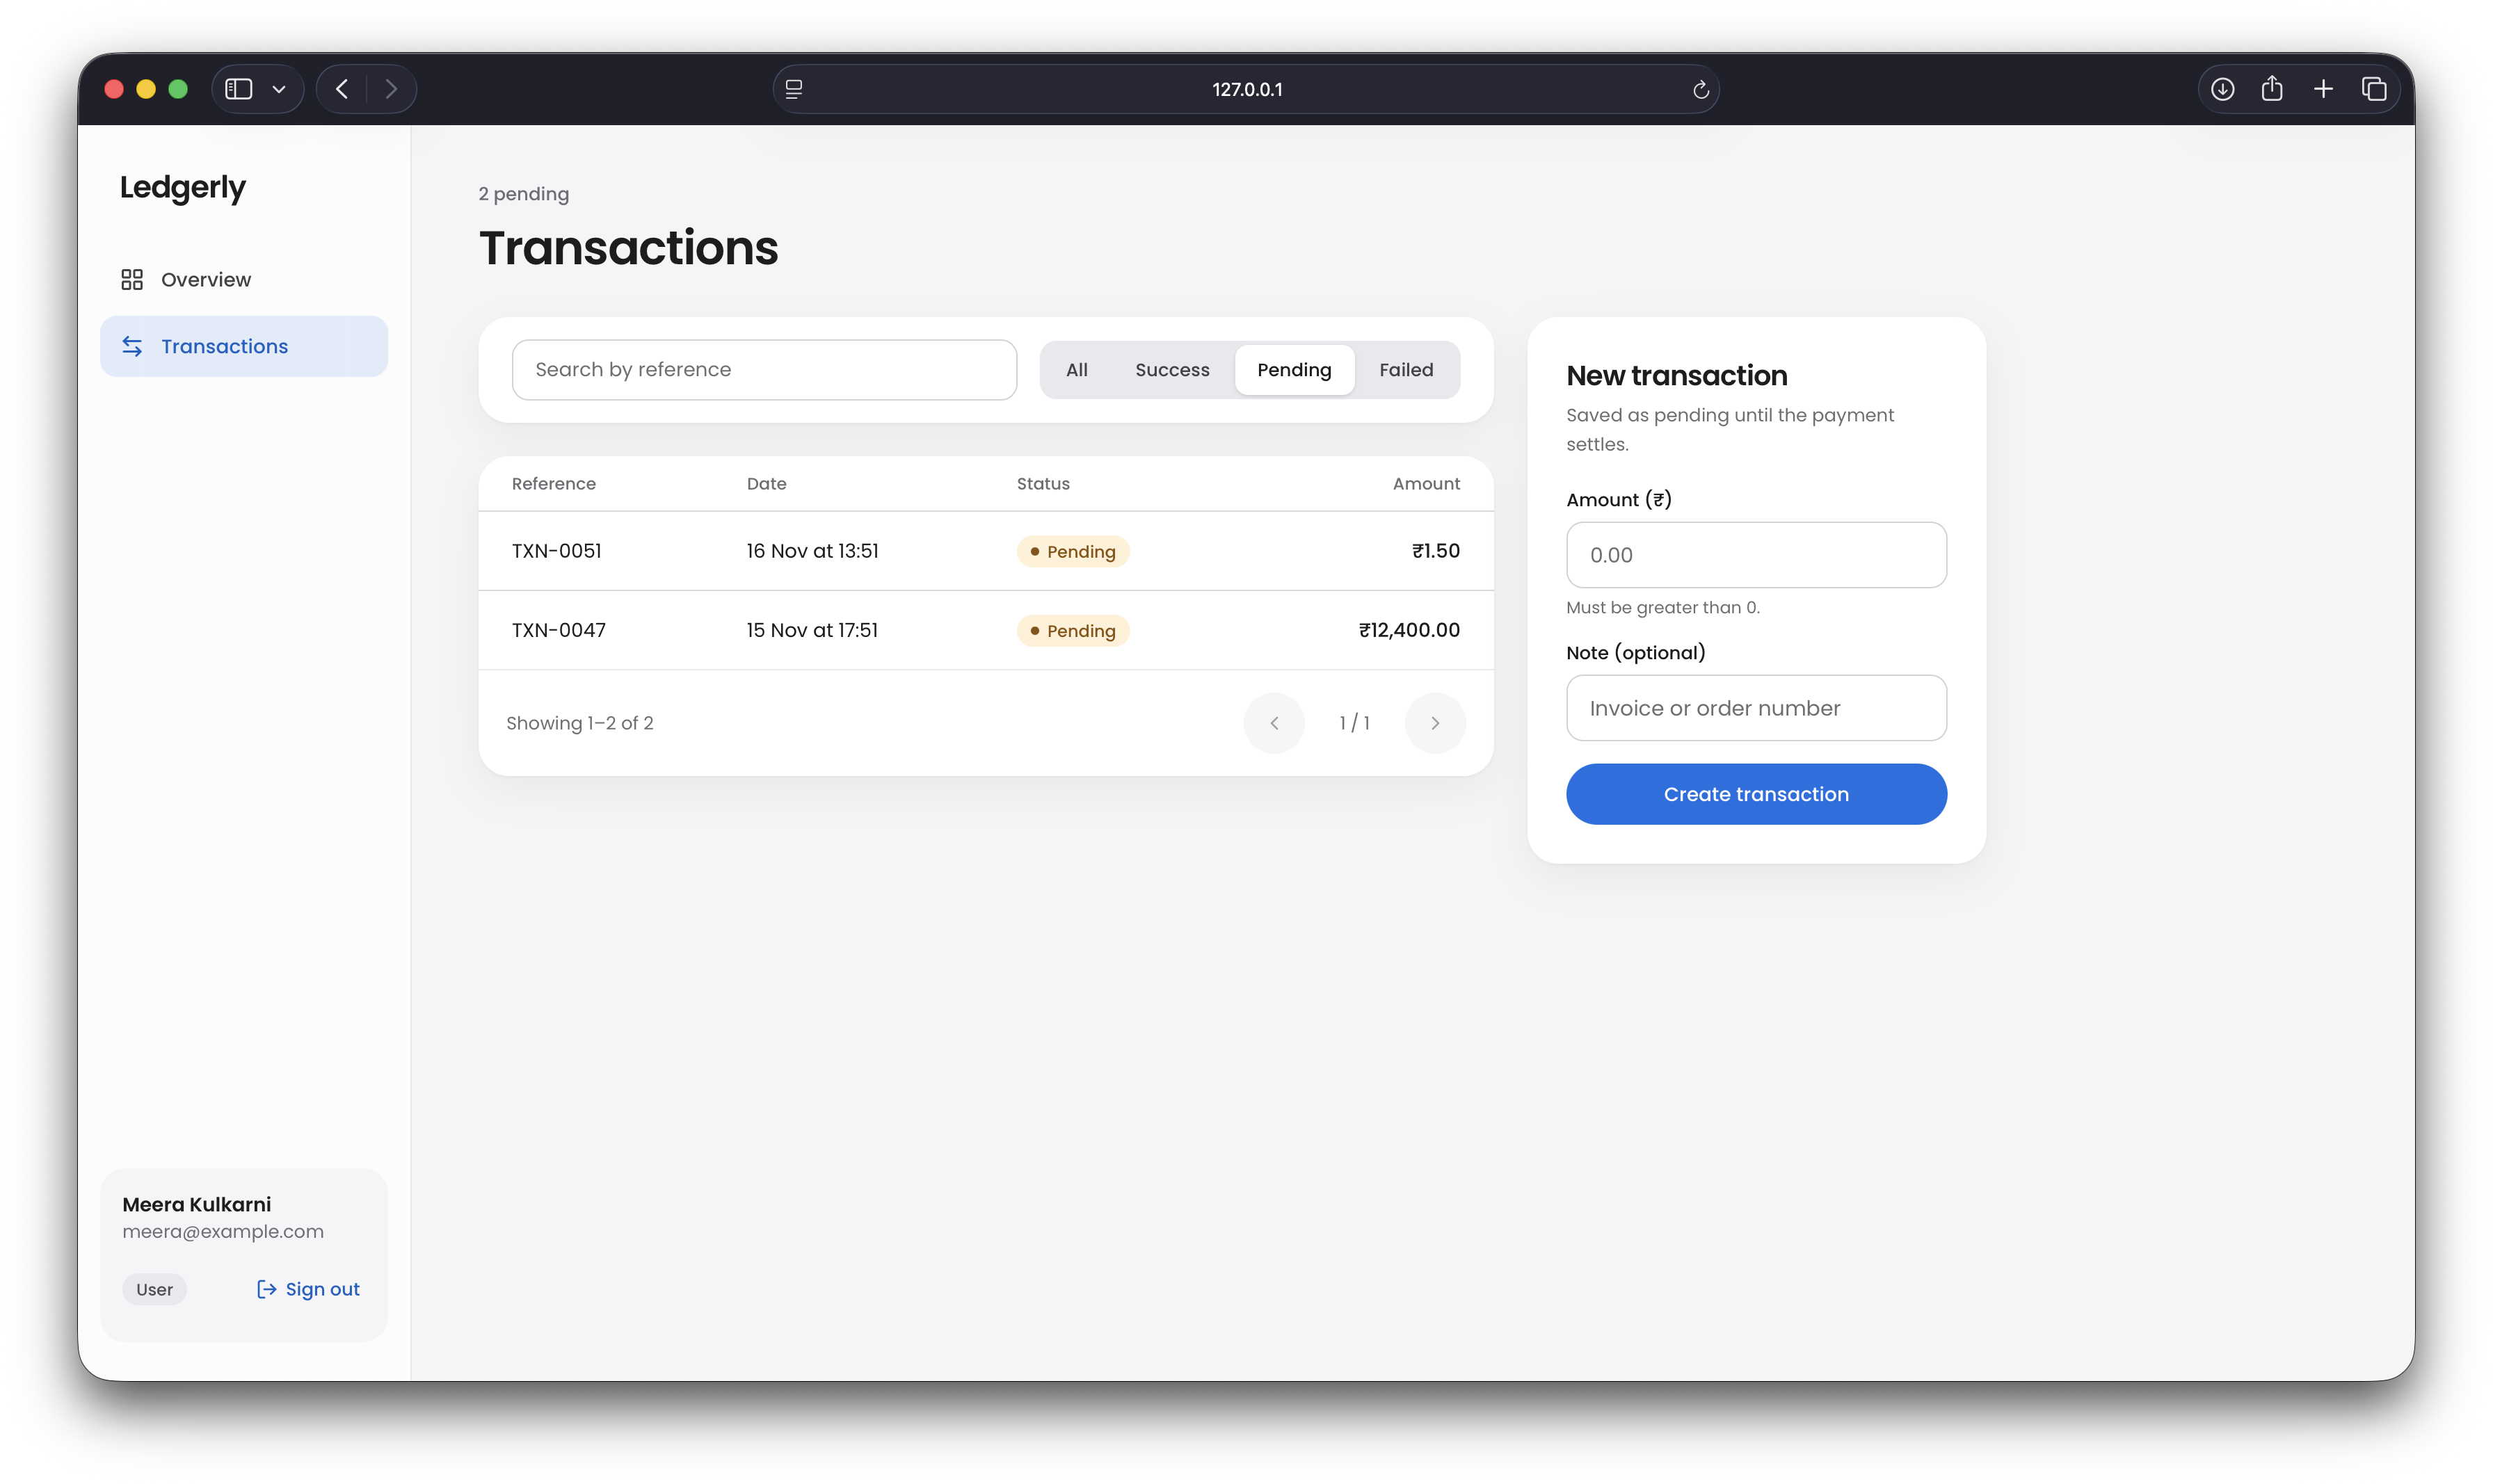 127.0.0.1
Ledgerly
Overview
Transactions
Meera Kulkarni
meera@example.com
User
Sign out
2 pending
Transactions
Search by reference
All Success Pending Failed
Reference Date Status Amount
TXN-0051 16 Nov at 13:51 Pending ₹1.50
TXN-0047 15 Nov at 17:51 Pending ₹12,400.00
Showing 1–2 of 2 1 / 1
New transaction
Saved as pending until the payment
settles.
Amount (₹)
0.00
Must be greater than 0.
Note (optional)
Invoice or order number
Create transaction